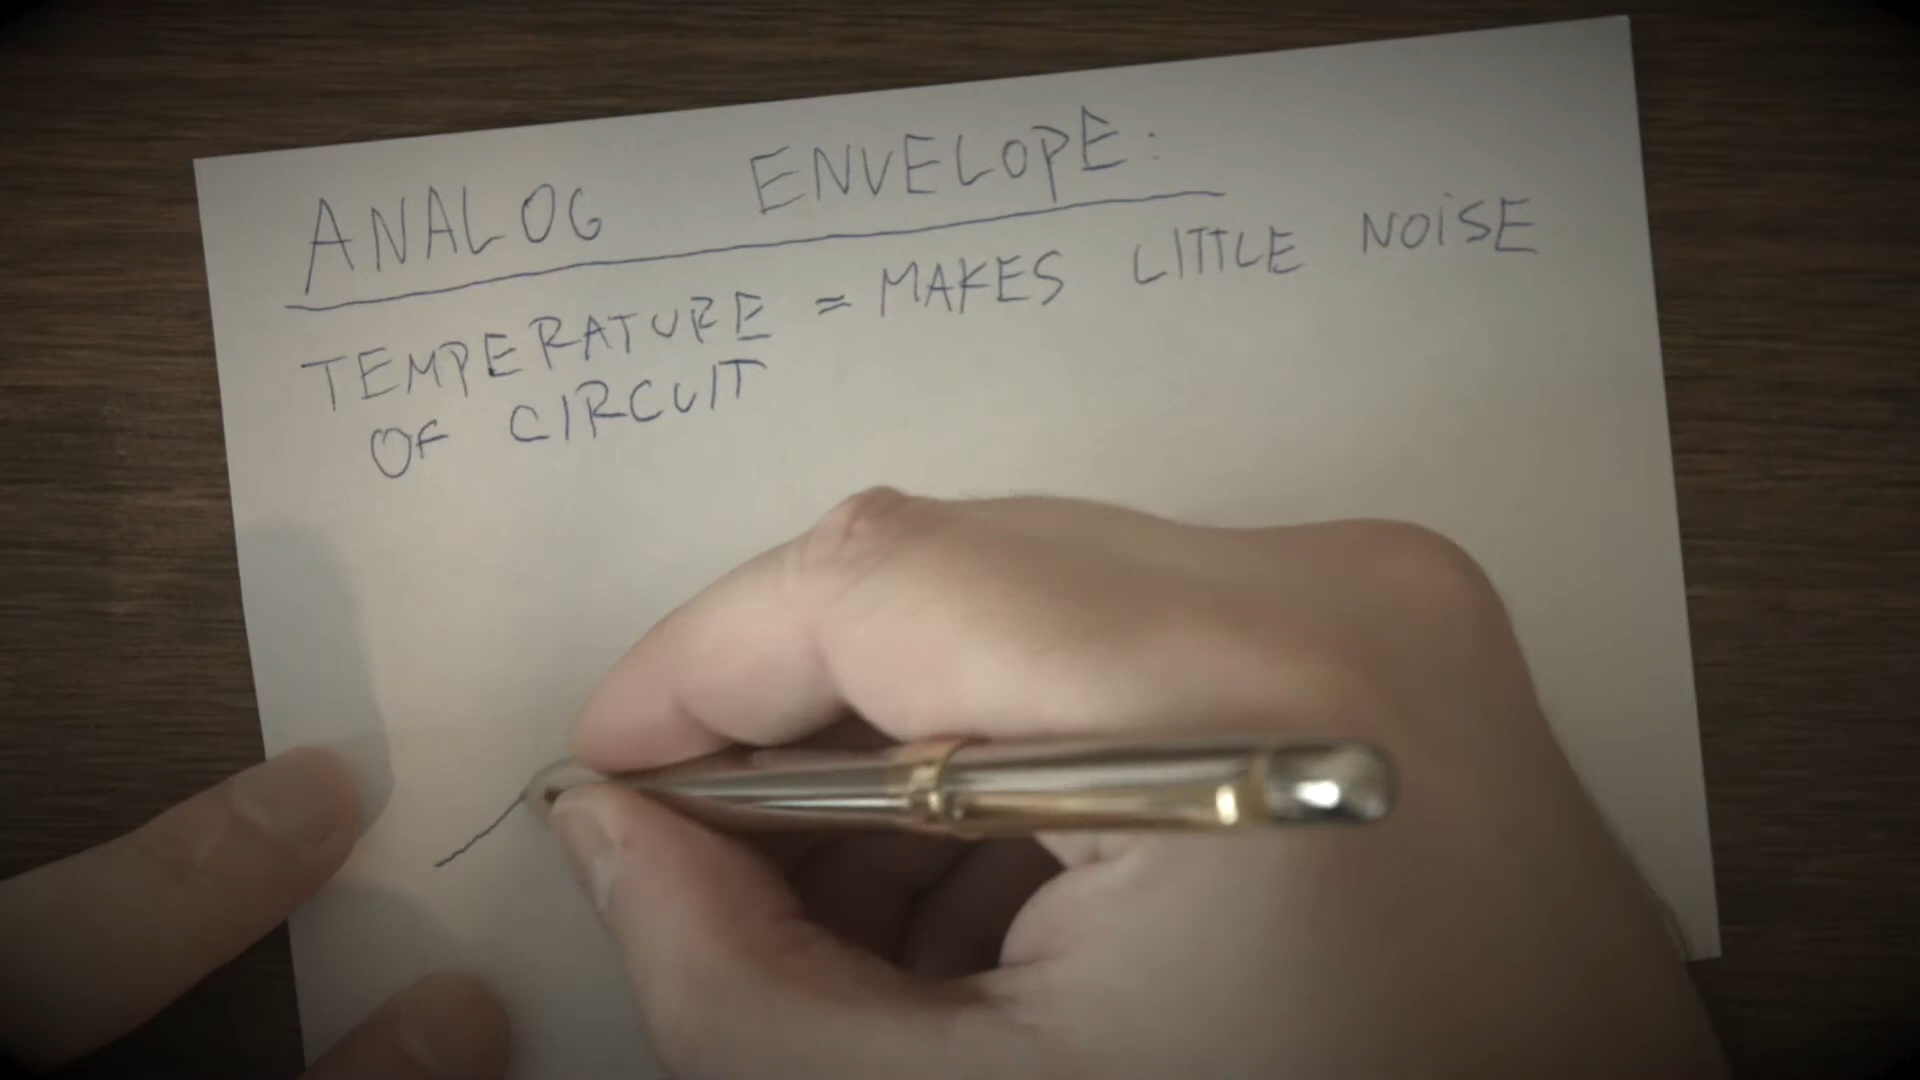 ANALOG ENVELOPE:
TEMPERATURE = MAKES LITTLE NOISE
OF CIRCUIT